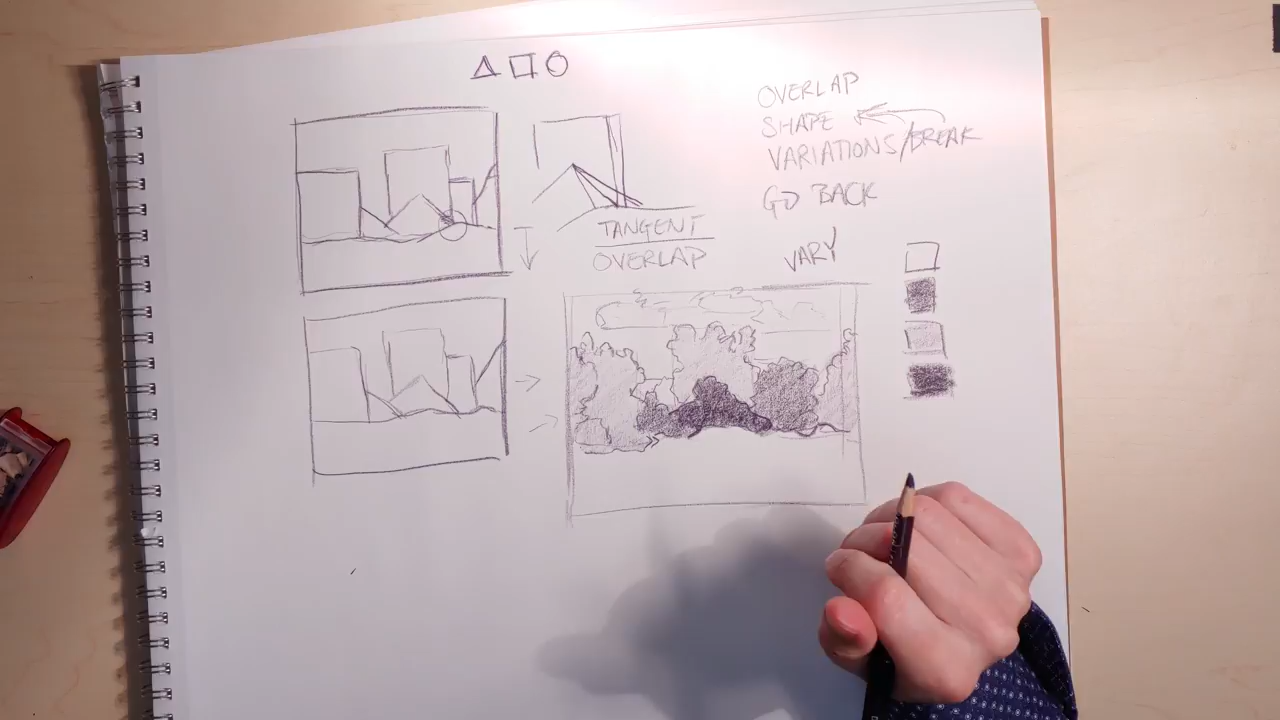 OVERLAP
SHAPE
VARIATIONS/BREAK
GO BACK
TANGENT
OVERLAP
VARY